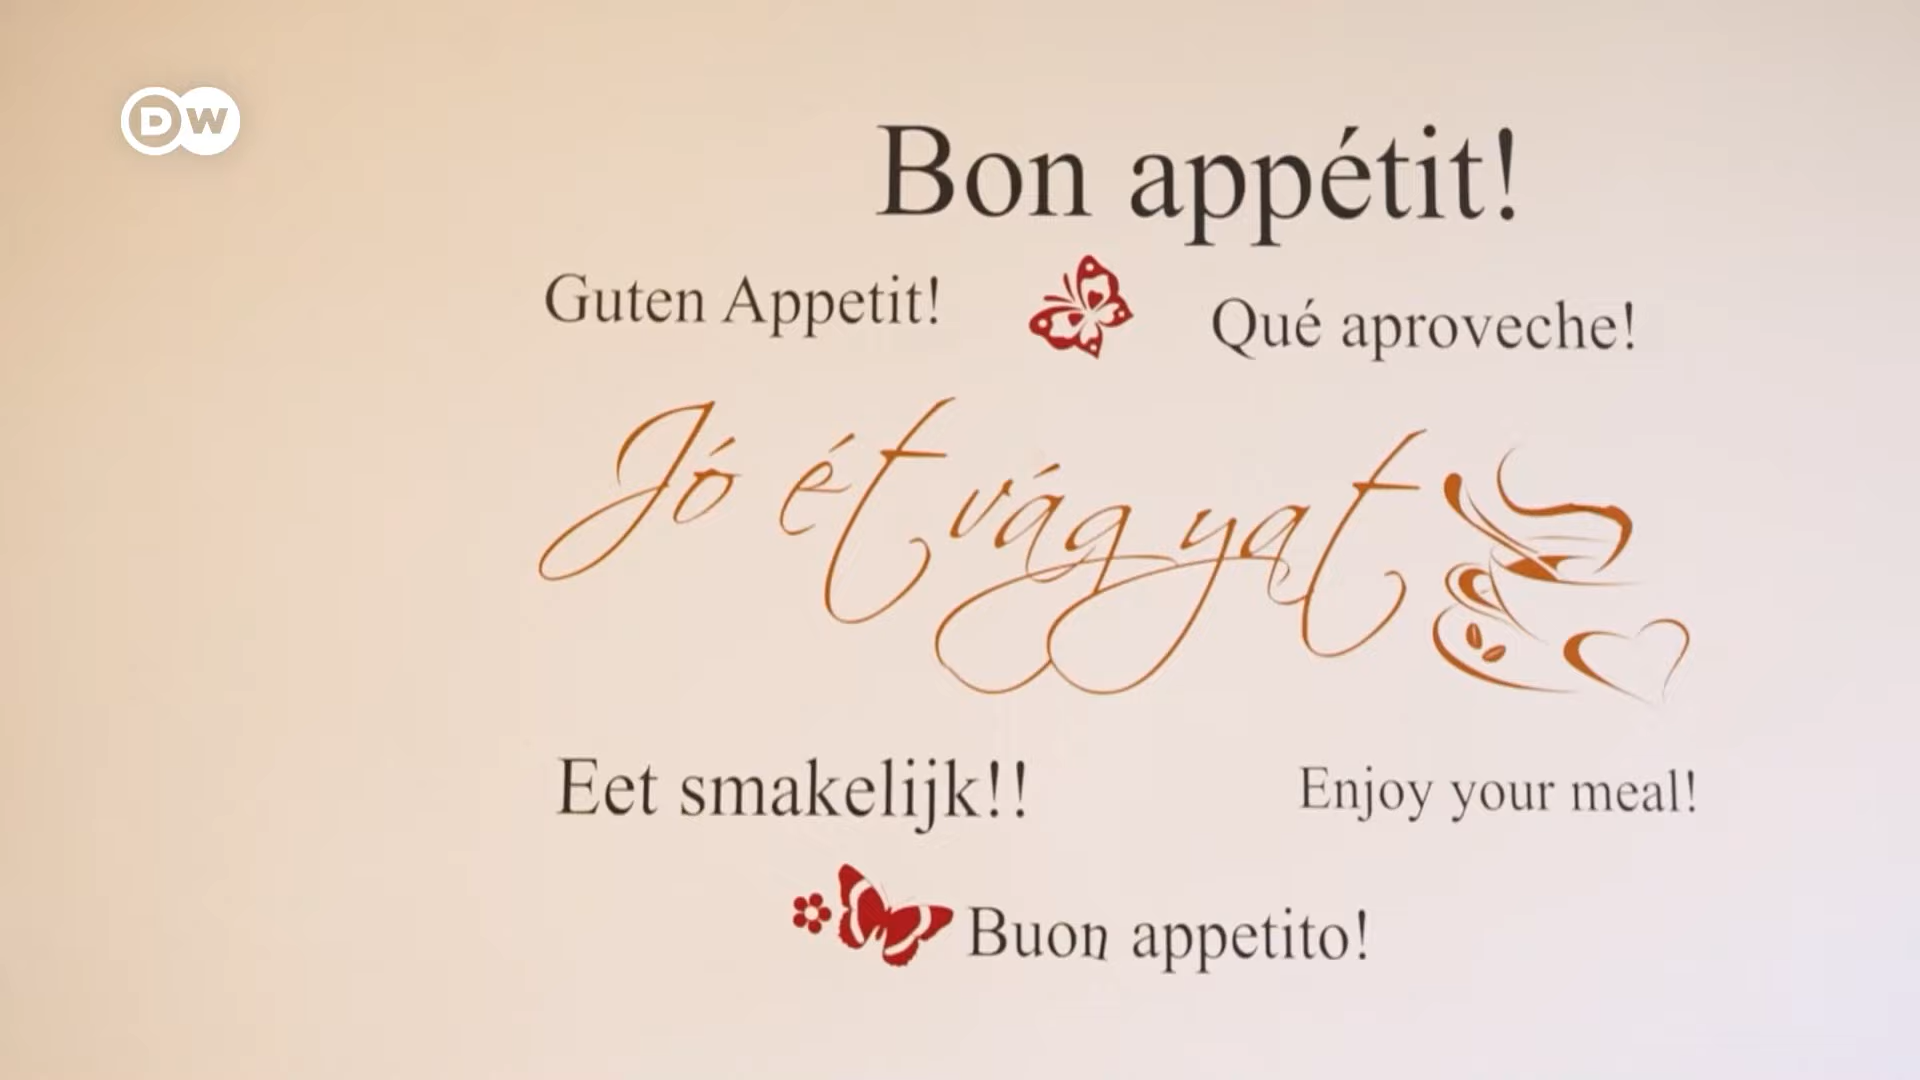 DW
Bon appétit!
Guten Appetit!
Qué aproveche!
Jó étvágyat
Eet smakelijk!!
Enjoy your meal!
Buon appetito!